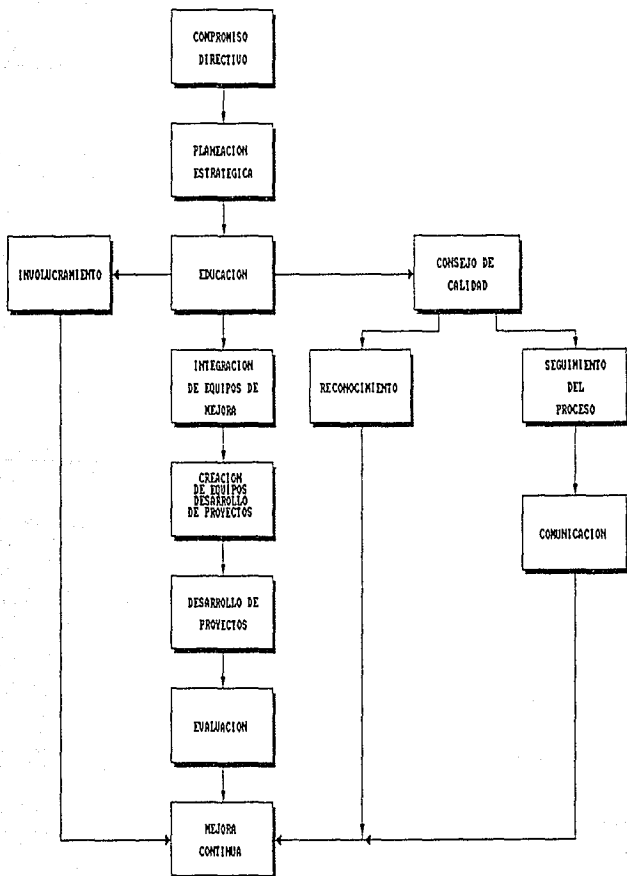 COMPROMISO
DIRECTIVO
PLANEACION
ESTRATEGICA
INVOLUCRAMIENTO
EDUCACION
CONSEJO DE
CALIDAD
INTEGRACION
DE EQUIPOS DE
MEJORA
RECONOCIMIENTO
SEGUIMIENTO
DEL
PROCESO
CREACION
DE EQUIPOS
DESARROLLO
DE PROYECTOS
COMUNICACION
DESARROLLO DE
PROYECTOS
EVALUACION
MEJORA
CONTINUA